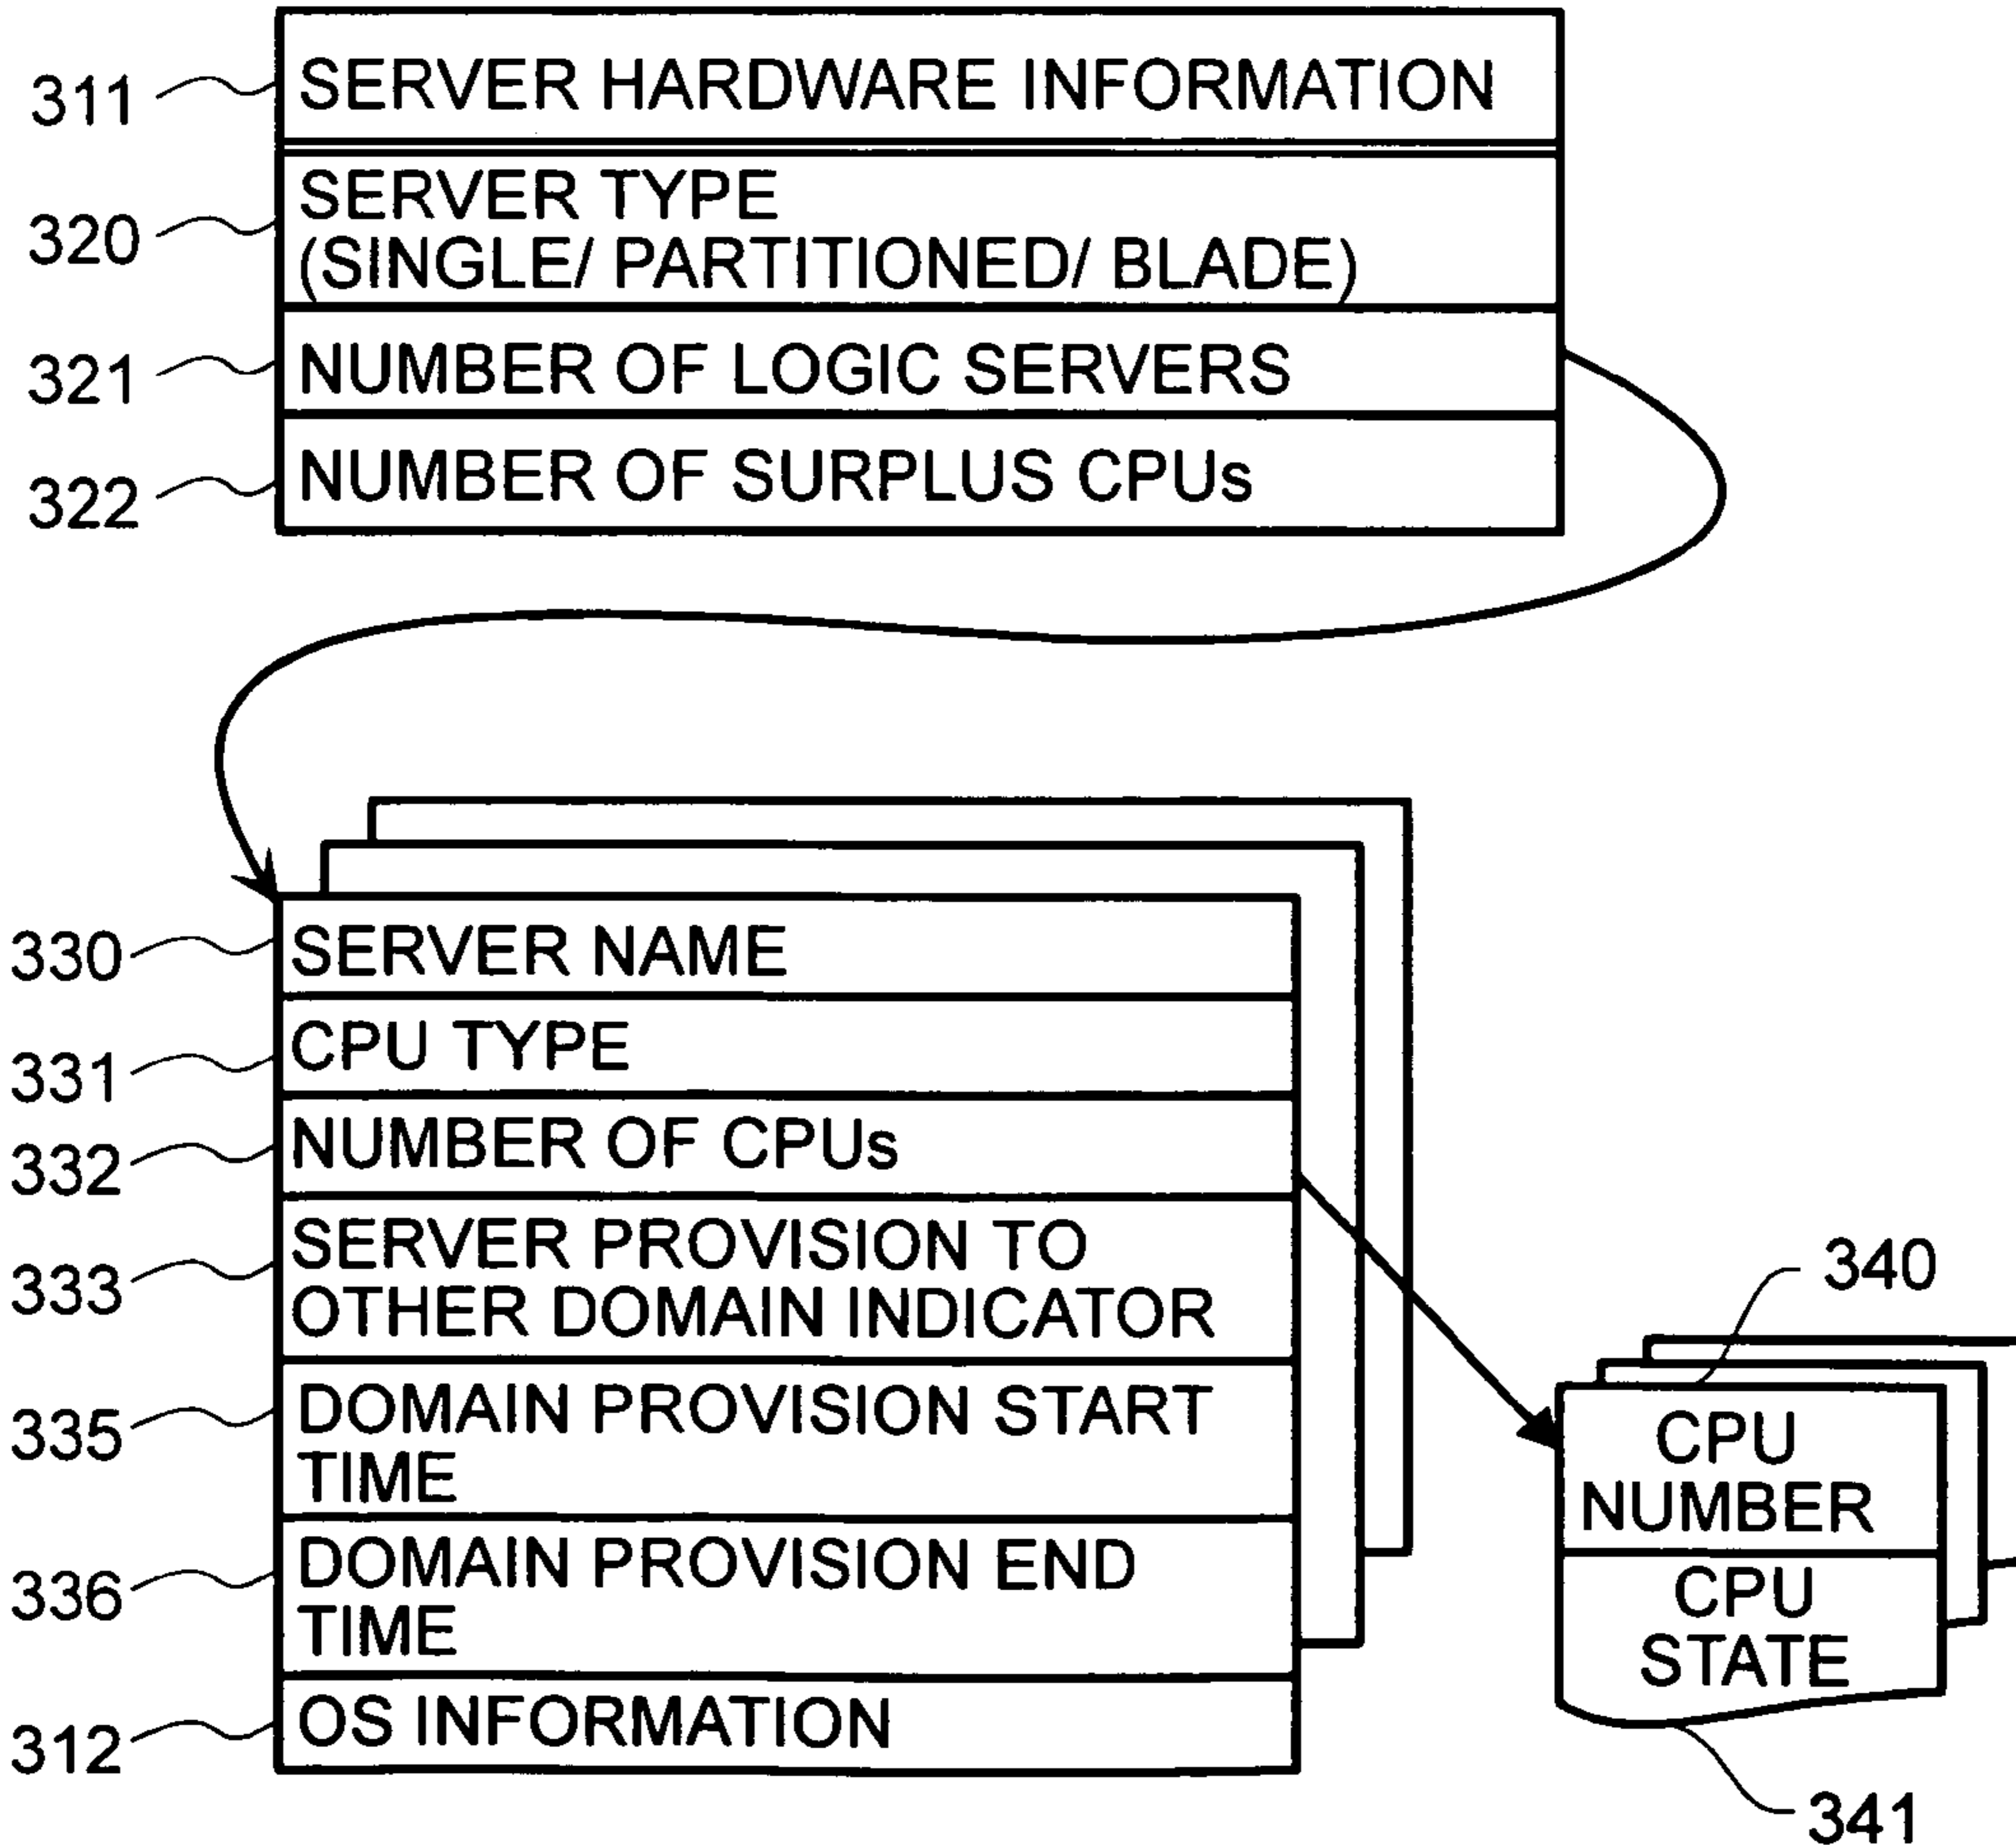 311 SERVER HARDWARE INFORMATION
SERVER TYPE
320 (SINGLE/ PARTITIONED/ BLADE)
321 NUMBER OF LOGIC SERVERS
322 NUMBER OF SURPLUS CPUs
330 SERVER NAME
331 CPU TYPE
332 NUMBER OF CPUs
333 SERVER PROVISION TO
OTHER DOMAIN INDICATOR
335 DOMAIN PROVISION START
TIME
336 DOMAIN PROVISION END
TIME
312 OS INFORMATION
340
CPU
NUMBER
CPU
STATE
341